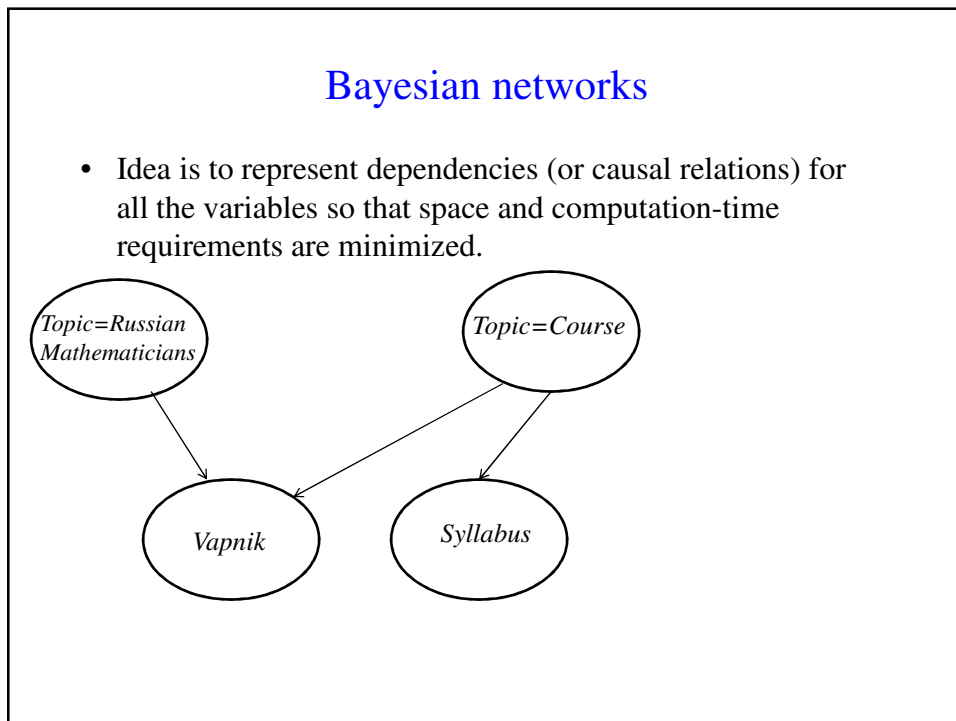 Bayesian networks
• Idea is to represent dependencies (or causal relations) for
all the variables so that space and computation-time
requirements are minimized.
Topic=Russian
Mathematicians
Topic=Course
Vapnik
Syllabus